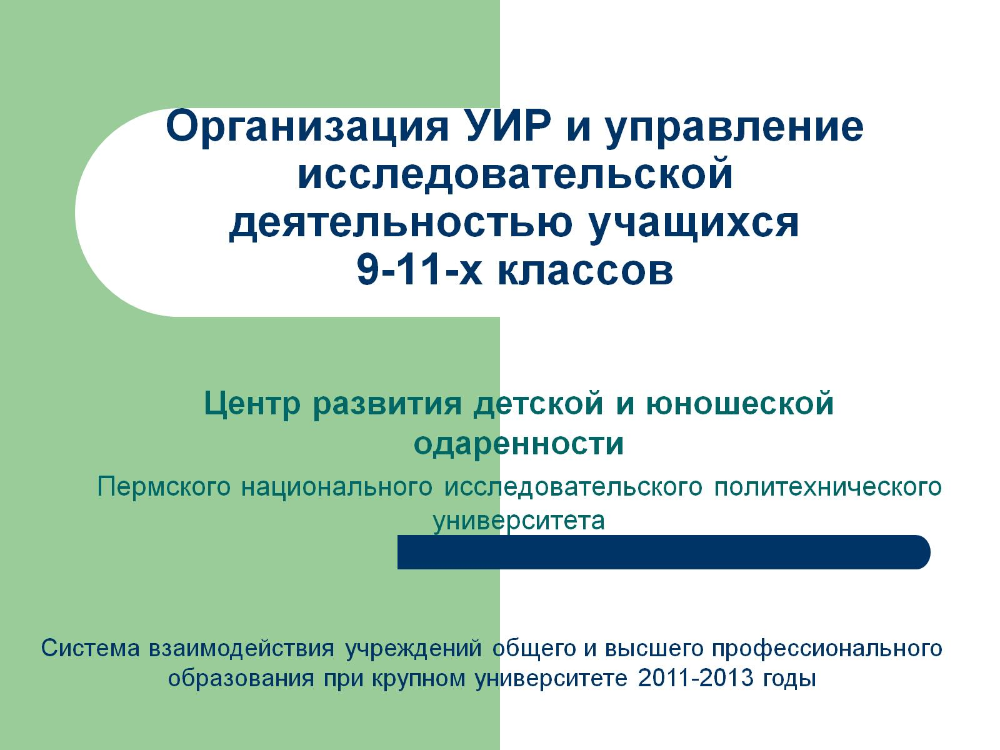 Организация УИР и управление
исследовательской
деятельностью учащихся
9-11-х классов
Центр развития детской и юношеской
одаренности
Пермского национального исследовательского политехнического
университета
Система взаимодействия учреждений общего и высшего профессионального
образования при крупном университете 2011-2013 годы